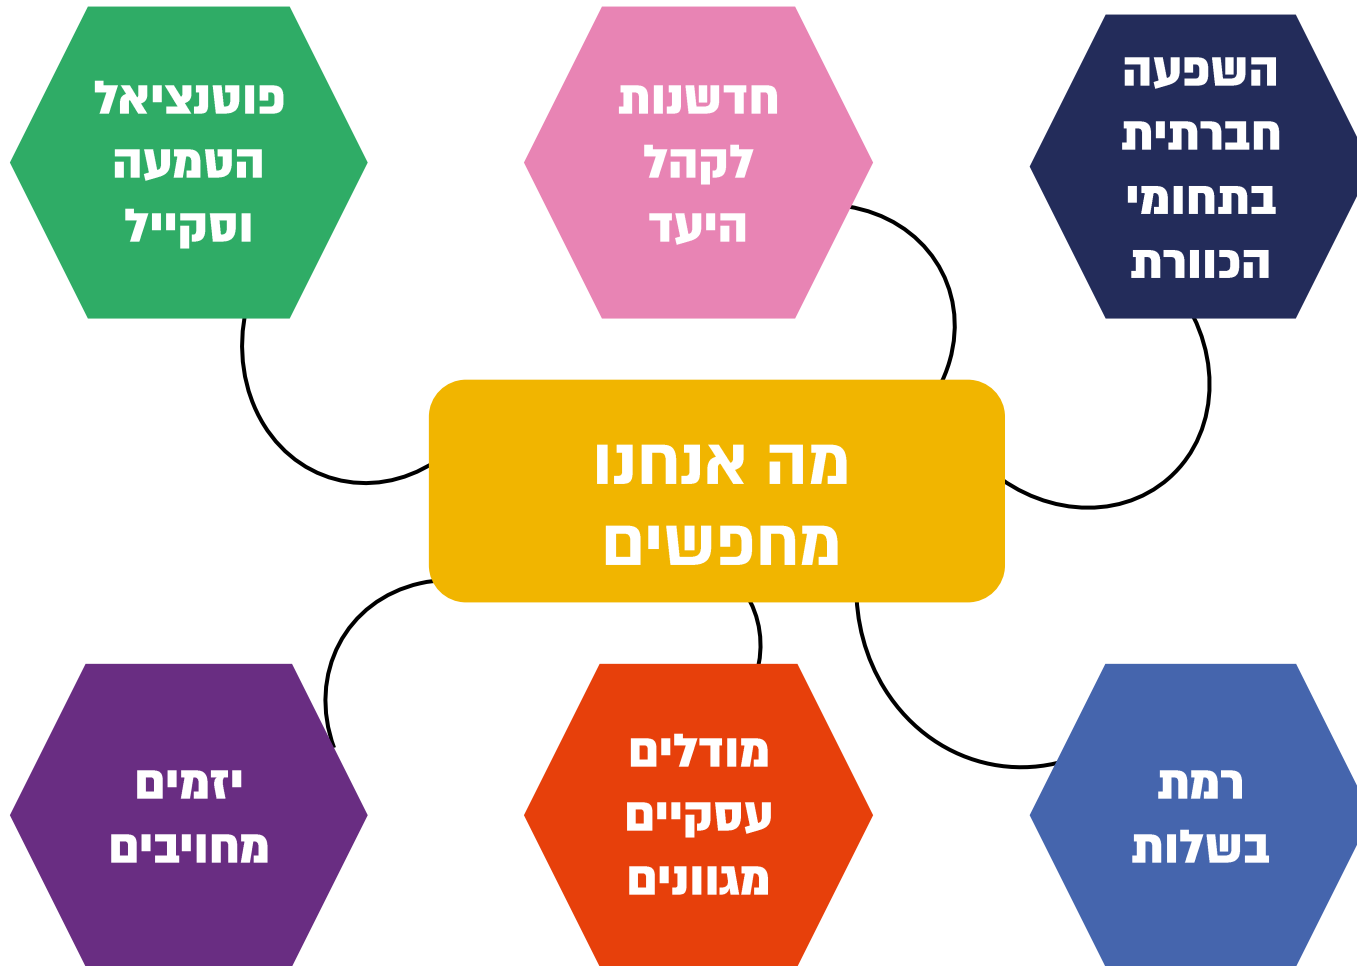 השפעה
חברתית
בתחומי
הכוורת
חדשנות
לקהל
היעד
פוטנציאל
הטמעה
וסקייל
מה אנחנו
מחפשים
רמת
בשלות
מודלים
עסקיים
מגוונים
יזמים
מחויבים